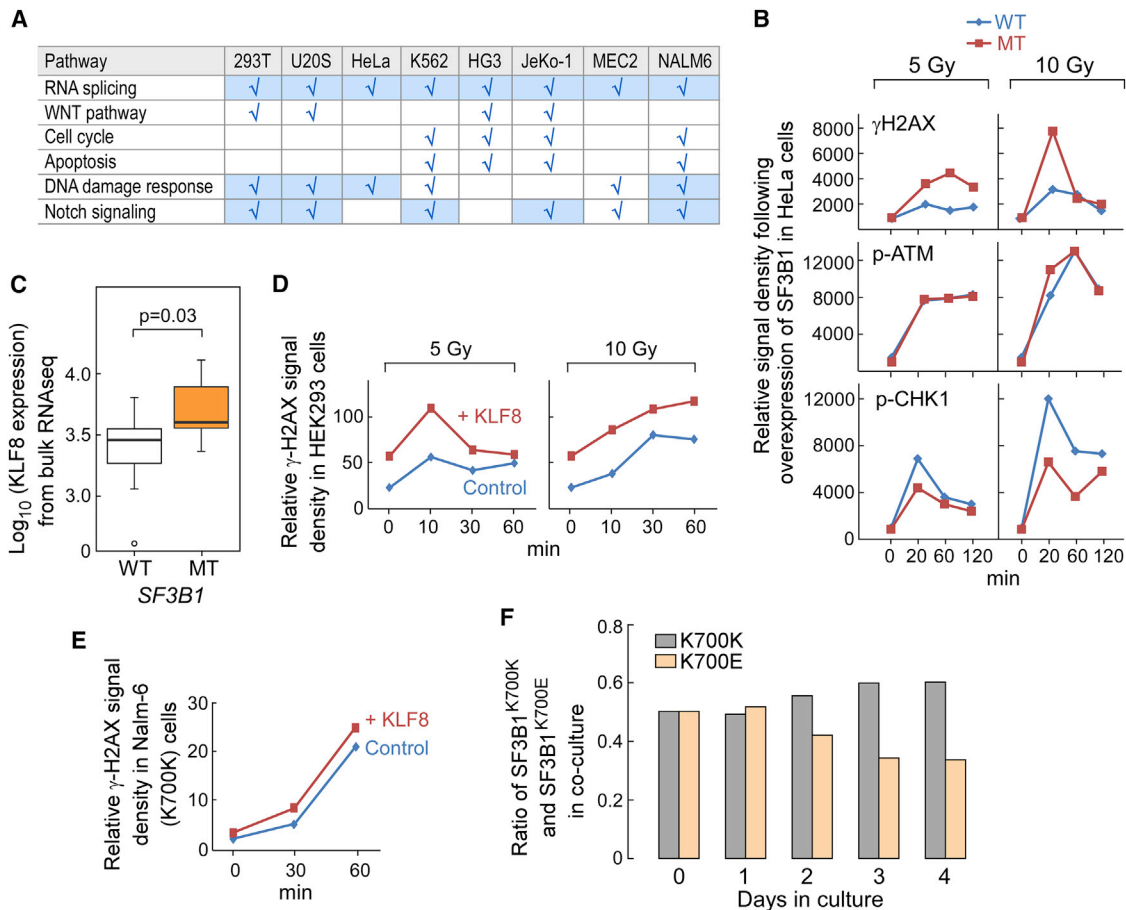 A
Pathway 293T U20S HeLa K562 HG3 JeKo-1 MEC2 NALM6
RNA splicing √ √ √ √ √ √ √ √
WNT pathway √ √ √ √
Cell cycle √ √ √ √
Apoptosis √ √ √ √
DNA damage response √ √ √ √ √ √
Notch signaling √ √ √ √ √ √
B
WT
MT
5 Gy 10 Gy
Relative signal density following
overexpression of SF3B1 in HeLa cells
γH2AX
8000
6000
4000
2000
p-ATM
12000
8000
4000
p-CHK1
12000
8000
4000
0
0 20 60 120 0 20 60 120
min
C
Log10 (KLF8 expression)
from bulk RNAseq
p=0.03
4.0
3.5
3.0
0
WT MT
SF3B1
D
Relative γ-H2AX signal
density in HEK293 cells
5 Gy 10 Gy
100
50
0
+ KLF8
Control
0 10 30 60 0 10 30 60
min
E
Relative γ-H2AX signal
density in Nalm-6
(K700K) cells
30
20
10
0
+ KLF8
Control
0 30 60
min
F
Ratio of SF3B1K700K
and SF3B1K700E
in co-culture
0.8
0.6
0.4
0.2
0
K700K
K700E
0 1 2 3 4
Days in culture